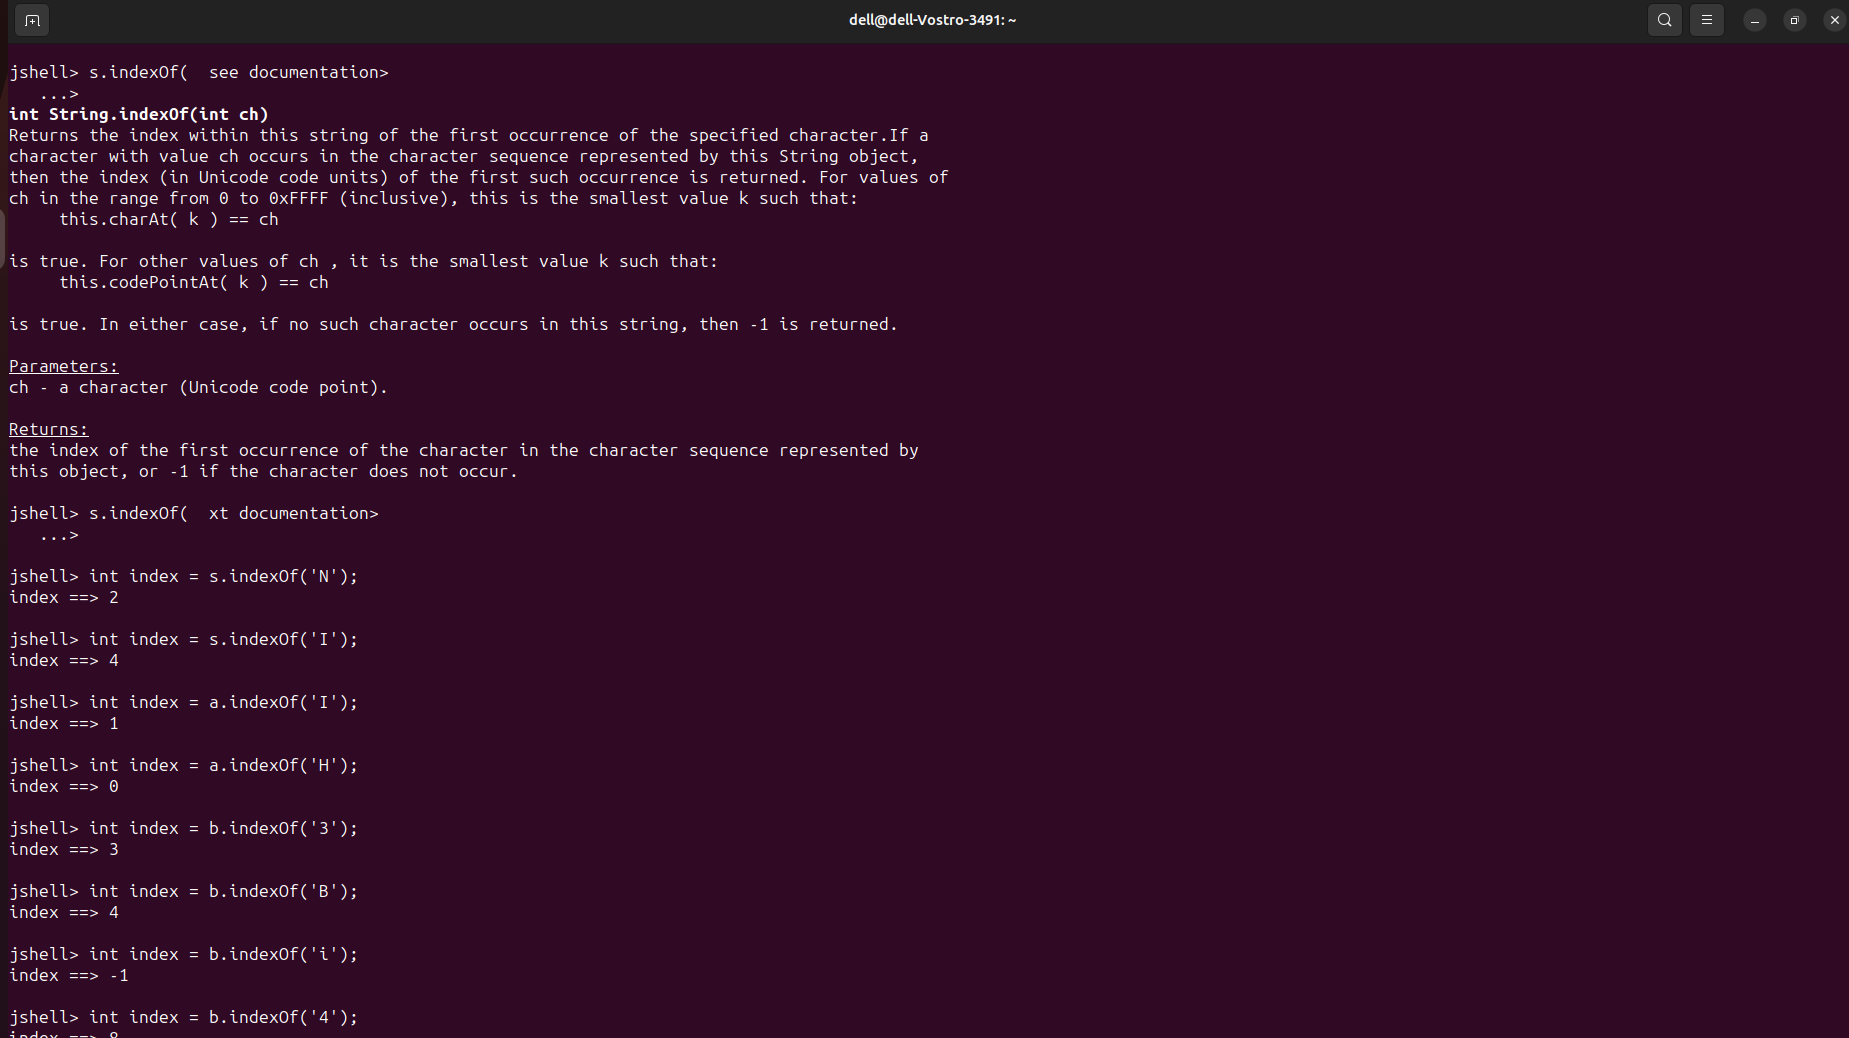 dell@dell-Vostro-3491: ~
jshell> s.indexOf(  see documentation>
   ...>
int String.indexOf(int ch)
Returns the index within this string of the first occurrence of the specified character.If a
character with value ch occurs in the character sequence represented by this String object,
then the index (in Unicode code units) of the first such occurrence is returned. For values of
ch in the range from 0 to 0xFFFF (inclusive), this is the smallest value k such that:
     this.charAt( k ) == ch
is true. For other values of ch , it is the smallest value k such that:
     this.codePointAt( k ) == ch
is true. In either case, if no such character occurs in this string, then -1 is returned.
Parameters:
ch - a character (Unicode code point).
Returns:
the index of the first occurrence of the character in the character sequence represented by
this object, or -1 if the character does not occur.
jshell> s.indexOf(  xt documentation>
   ...>
jshell> int index = s.indexOf('N');
index ==> 2
jshell> int index = s.indexOf('I');
index ==> 4
jshell> int index = a.indexOf('I');
index ==> 1
jshell> int index = a.indexOf('H');
index ==> 0
jshell> int index = b.indexOf('3');
index ==> 3
jshell> int index = b.indexOf('B');
index ==> 4
jshell> int index = b.indexOf('i');
index ==> -1
jshell> int index = b.indexOf('4');
index ==>